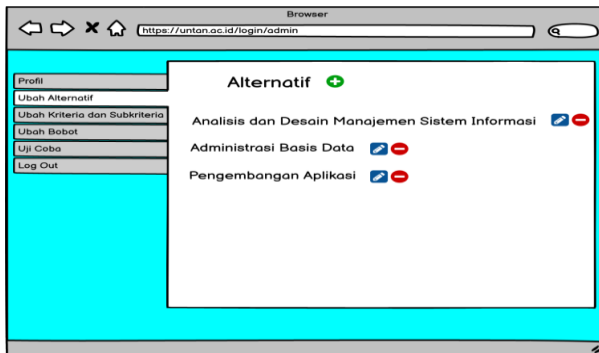 Browser
https://untan.ac.id/login/admin
Profil
Ubah Alternatif
Ubah Kriteria dan Subkriteria
Ubah Bobot
Uji Coba
Log Out
Alternatif
Analisis dan Desain Manajemen Sistem Informasi
Administrasi Basis Data
Pengembangan Aplikasi